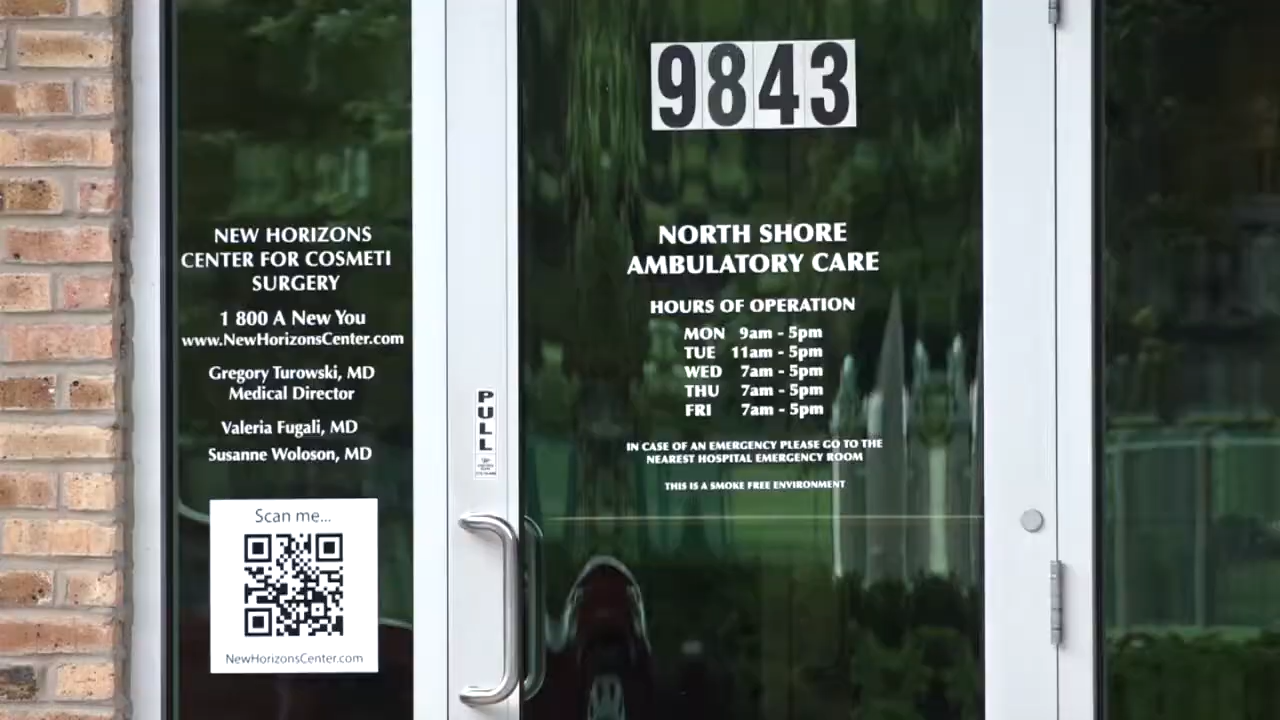 9843
NEW HORIZONS
CENTER FOR COSMETI
SURGERY
1 800 A New You
www.NewHorizonsCenter.com
Gregory Turowski, MD
Medical Director
Valeria Fugali, MD
Susanne Woloson, MD
Scan me...
NewHorizonsCenter.com
PULL
NORTH SHORE
AMBULATORY CARE
HOURS OF OPERATION
MON 9am - 5pm
TUE 11am - 5pm
WED 7am - 5pm
THU 7am - 5pm
FRI 7am - 5pm
IN CASE OF AN EMERGENCY PLEASE GO TO THE
NEAREST HOSPITAL EMERGENCY ROOM
THIS IS A SMOKE FREE ENVIRONMENT